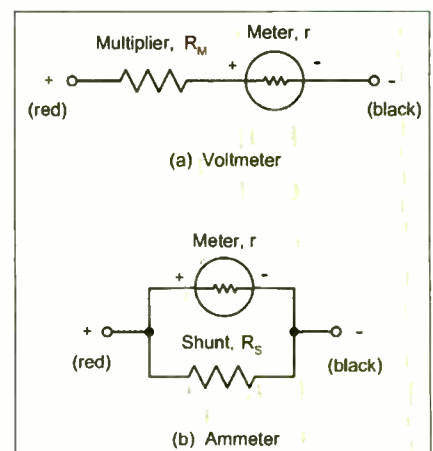 Meter, r
Multiplier, R_M
+ + - -
(red) (black)
(a) Voltmeter
Meter, r
+ -
+ -
(red) Shunt, R_S (black)
(b) Ammeter